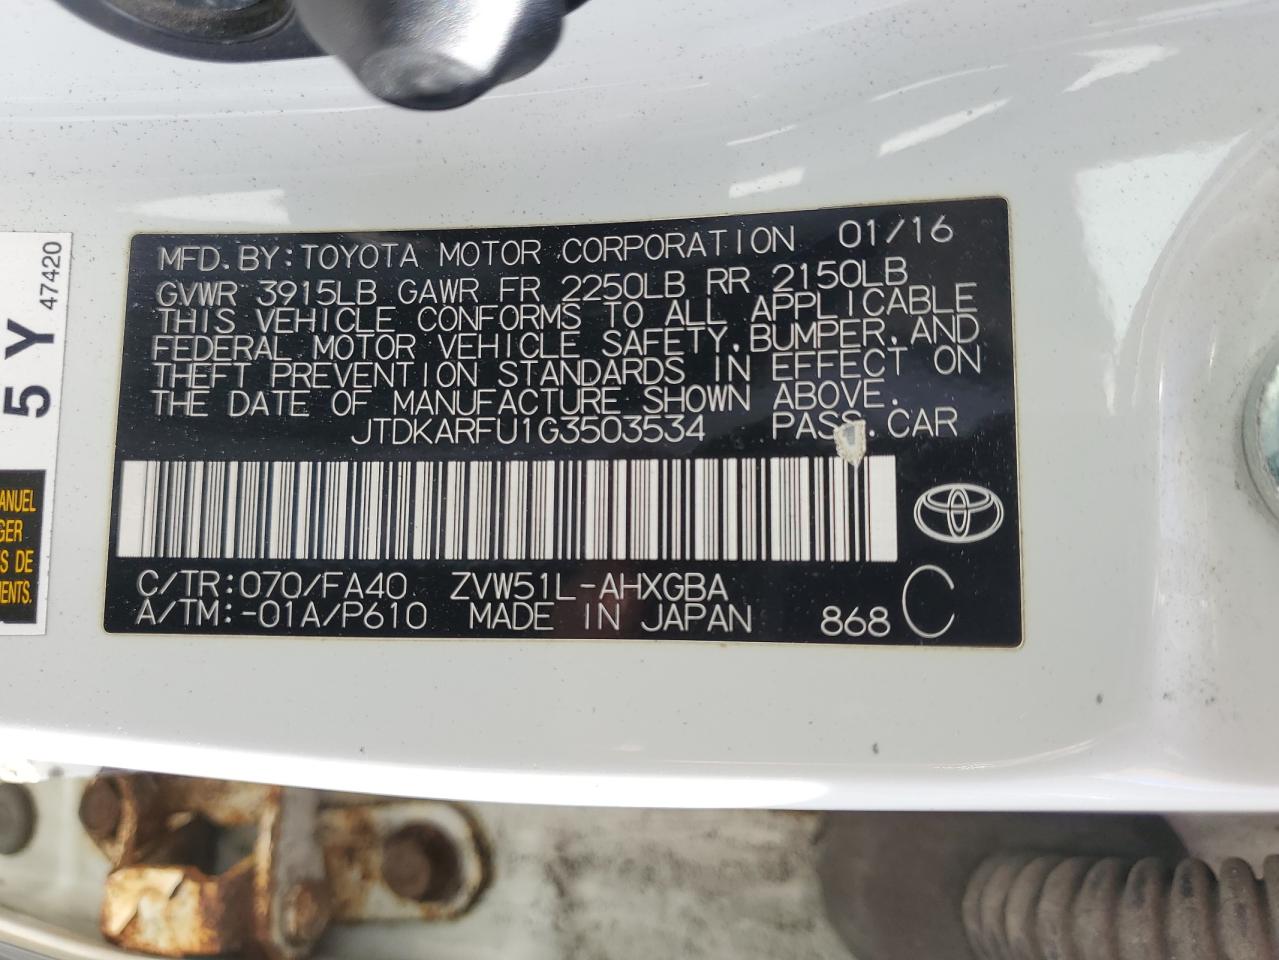 MFD. BY: TOYOTA MOTOR CORPORATION 01/16
GVWR 3915LB GAWR FR 2250LB RR 2150LB
THIS VEHICLE CONFORMS TO ALL APPLICABLE
FEDERAL MOTOR VEHICLE SAFETY, BUMPER, AND
THEFT PREVENTION STANDARDS IN EFFECT ON
THE DATE OF MANUFACTURE SHOWN ABOVE.
JTDKARFU1G3503534 PASS. CAR
C/TR: 070/FA40 ZVW51L-AHXGBA
A/TM: -01A/P610 MADE IN JAPAN 868 C
5Y 47420
ANUEL
GER
S DE
MENTS.